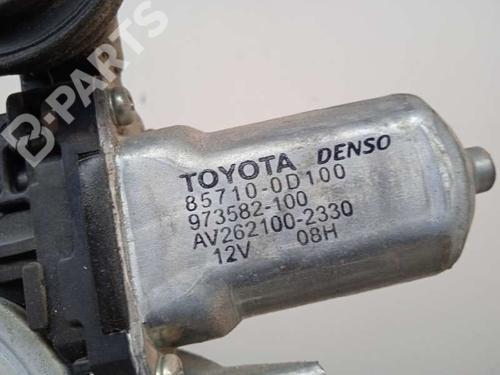 B-PARTS
TOYOTA DENSO
85710-0D100
973582-100
AV262100-2330
12V 08H